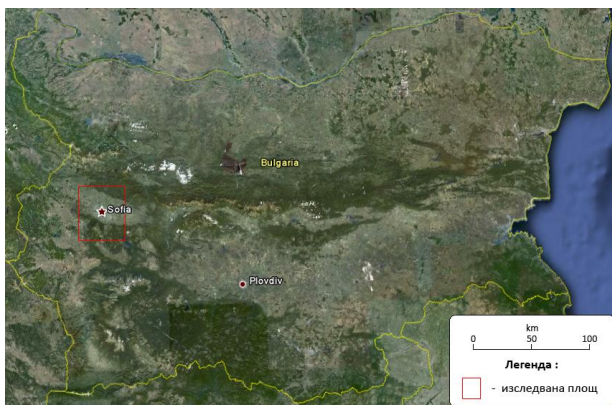 Bulgaria
Sofia
Plovdiv
km
0 50 100
Легенда :
- изследвана площ